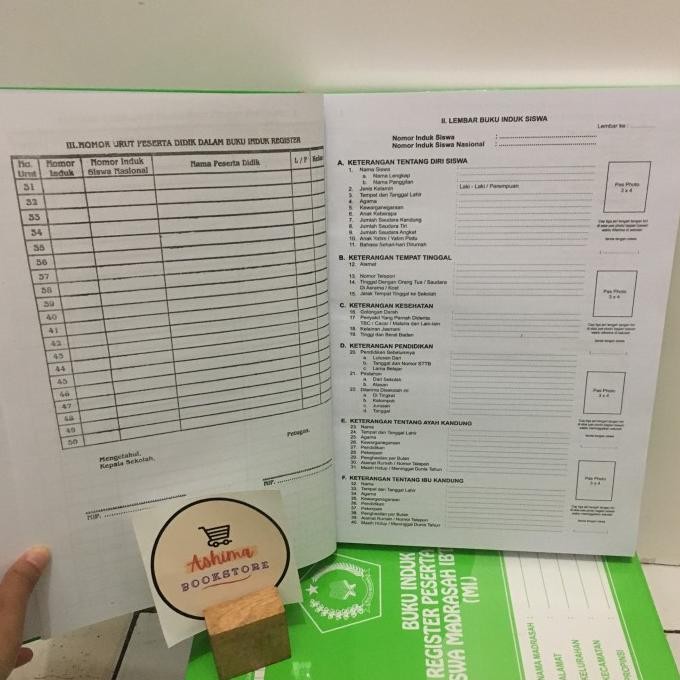 III.NOMOR URUT PESERTA DIDIK DALAM BUKU INDUK REGISTER
No. Urut
Nomor Induk
Nomor Induk Siswa Nasional
Nama Peserta Didik
L / P
Kelas
31
32
33
34
35
36
37
38
39
40
41
42
43
44
45
46
47
48
49
50
Mengetahui,
Kepala Sekolah,
Petugas,
NIP.
NIP.
II. LEMBAR BUKU INDUK SISWA
Lembar ke :
Nomor Induk Siswa :
Nomor Induk Siswa Nasional :
A. KETERANGAN TENTANG DIRI SISWA
1. Nama Siswa
a. Nama Lengkap
b. Nama Panggilan
2. Jenis Kelamin : Laki - Laki / Perempuan
3. Tempat dan Tanggal Lahir
4. Agama
5. Kewarganegaraan
6. Anak Keberapa
7. Jumlah Saudara Kandung
8. Jumlah Saudara Tiri
9. Jumlah Saudara Angkat
10. Anak Yatim / Yatim Piatu
11. Bahasa Sehari-hari Dirumah
B. KETERANGAN TEMPAT TINGGAL
12. Alamat
13. Nomor Telepon
14. Tinggal Dengan Orang Tua / Saudara
Di Asrama / Kost
15. Jarak Tempat Tinggal ke Sekolah
C. KETERANGAN KESEHATAN
16. Golongan Darah
17. Penyakit Yang Pernah Diderita
TBC / Cacar / Malaria dan Lain-lain
18. Kelainan Jasmani
19. Tinggi dan Berat Badan
D. KETERANGAN PENDIDIKAN
20. Pendidikan Sebelumnya
a. Lulusan Dari
b. Tanggal dan Nomor STTB
c. Lama Belajar
21. Pindahan
a. Dari Sekolah
b. Alasan
22. Diterima Disekolah ini
a. Di Tingkat
b. Kelompok
c. Jurusan
d. Tanggal
E. KETERANGAN TENTANG AYAH KANDUNG
23. Nama
24. Tempat dan Tanggal Lahir
25. Agama
26. Kewarganegaraan
27. Pendidikan
28. Pekerjaan
29. Penghasilan per Bulan
30. Alamat Rumah / Nomor Telepon
31. Masih Hidup / Meninggal Dunia Tahun
F. KETERANGAN TENTANG IBU KANDUNG
32. Nama
33. Tempat dan Tanggal Lahir
34. Agama
35. Kewarganegaraan
36. Pendidikan
37. Pekerjaan
38. Penghasilan per Bulan
39. Alamat Rumah / Nomor Telepon
40. Masih Hidup / Meninggal Dunia Tahun
Pas Photo
3 x 4
Pas Photo
3 x 4
Pas Photo
3 x 4
Pas Photo
3 x 4
Ashima
BOOKSTORE
BUKU INDUK
REGISTER PESERTA
MADRASAH
(MI)
NAMA MADRASAH :
ALAMAT
KELURAHAN
KECAMATAN
PROPINSI